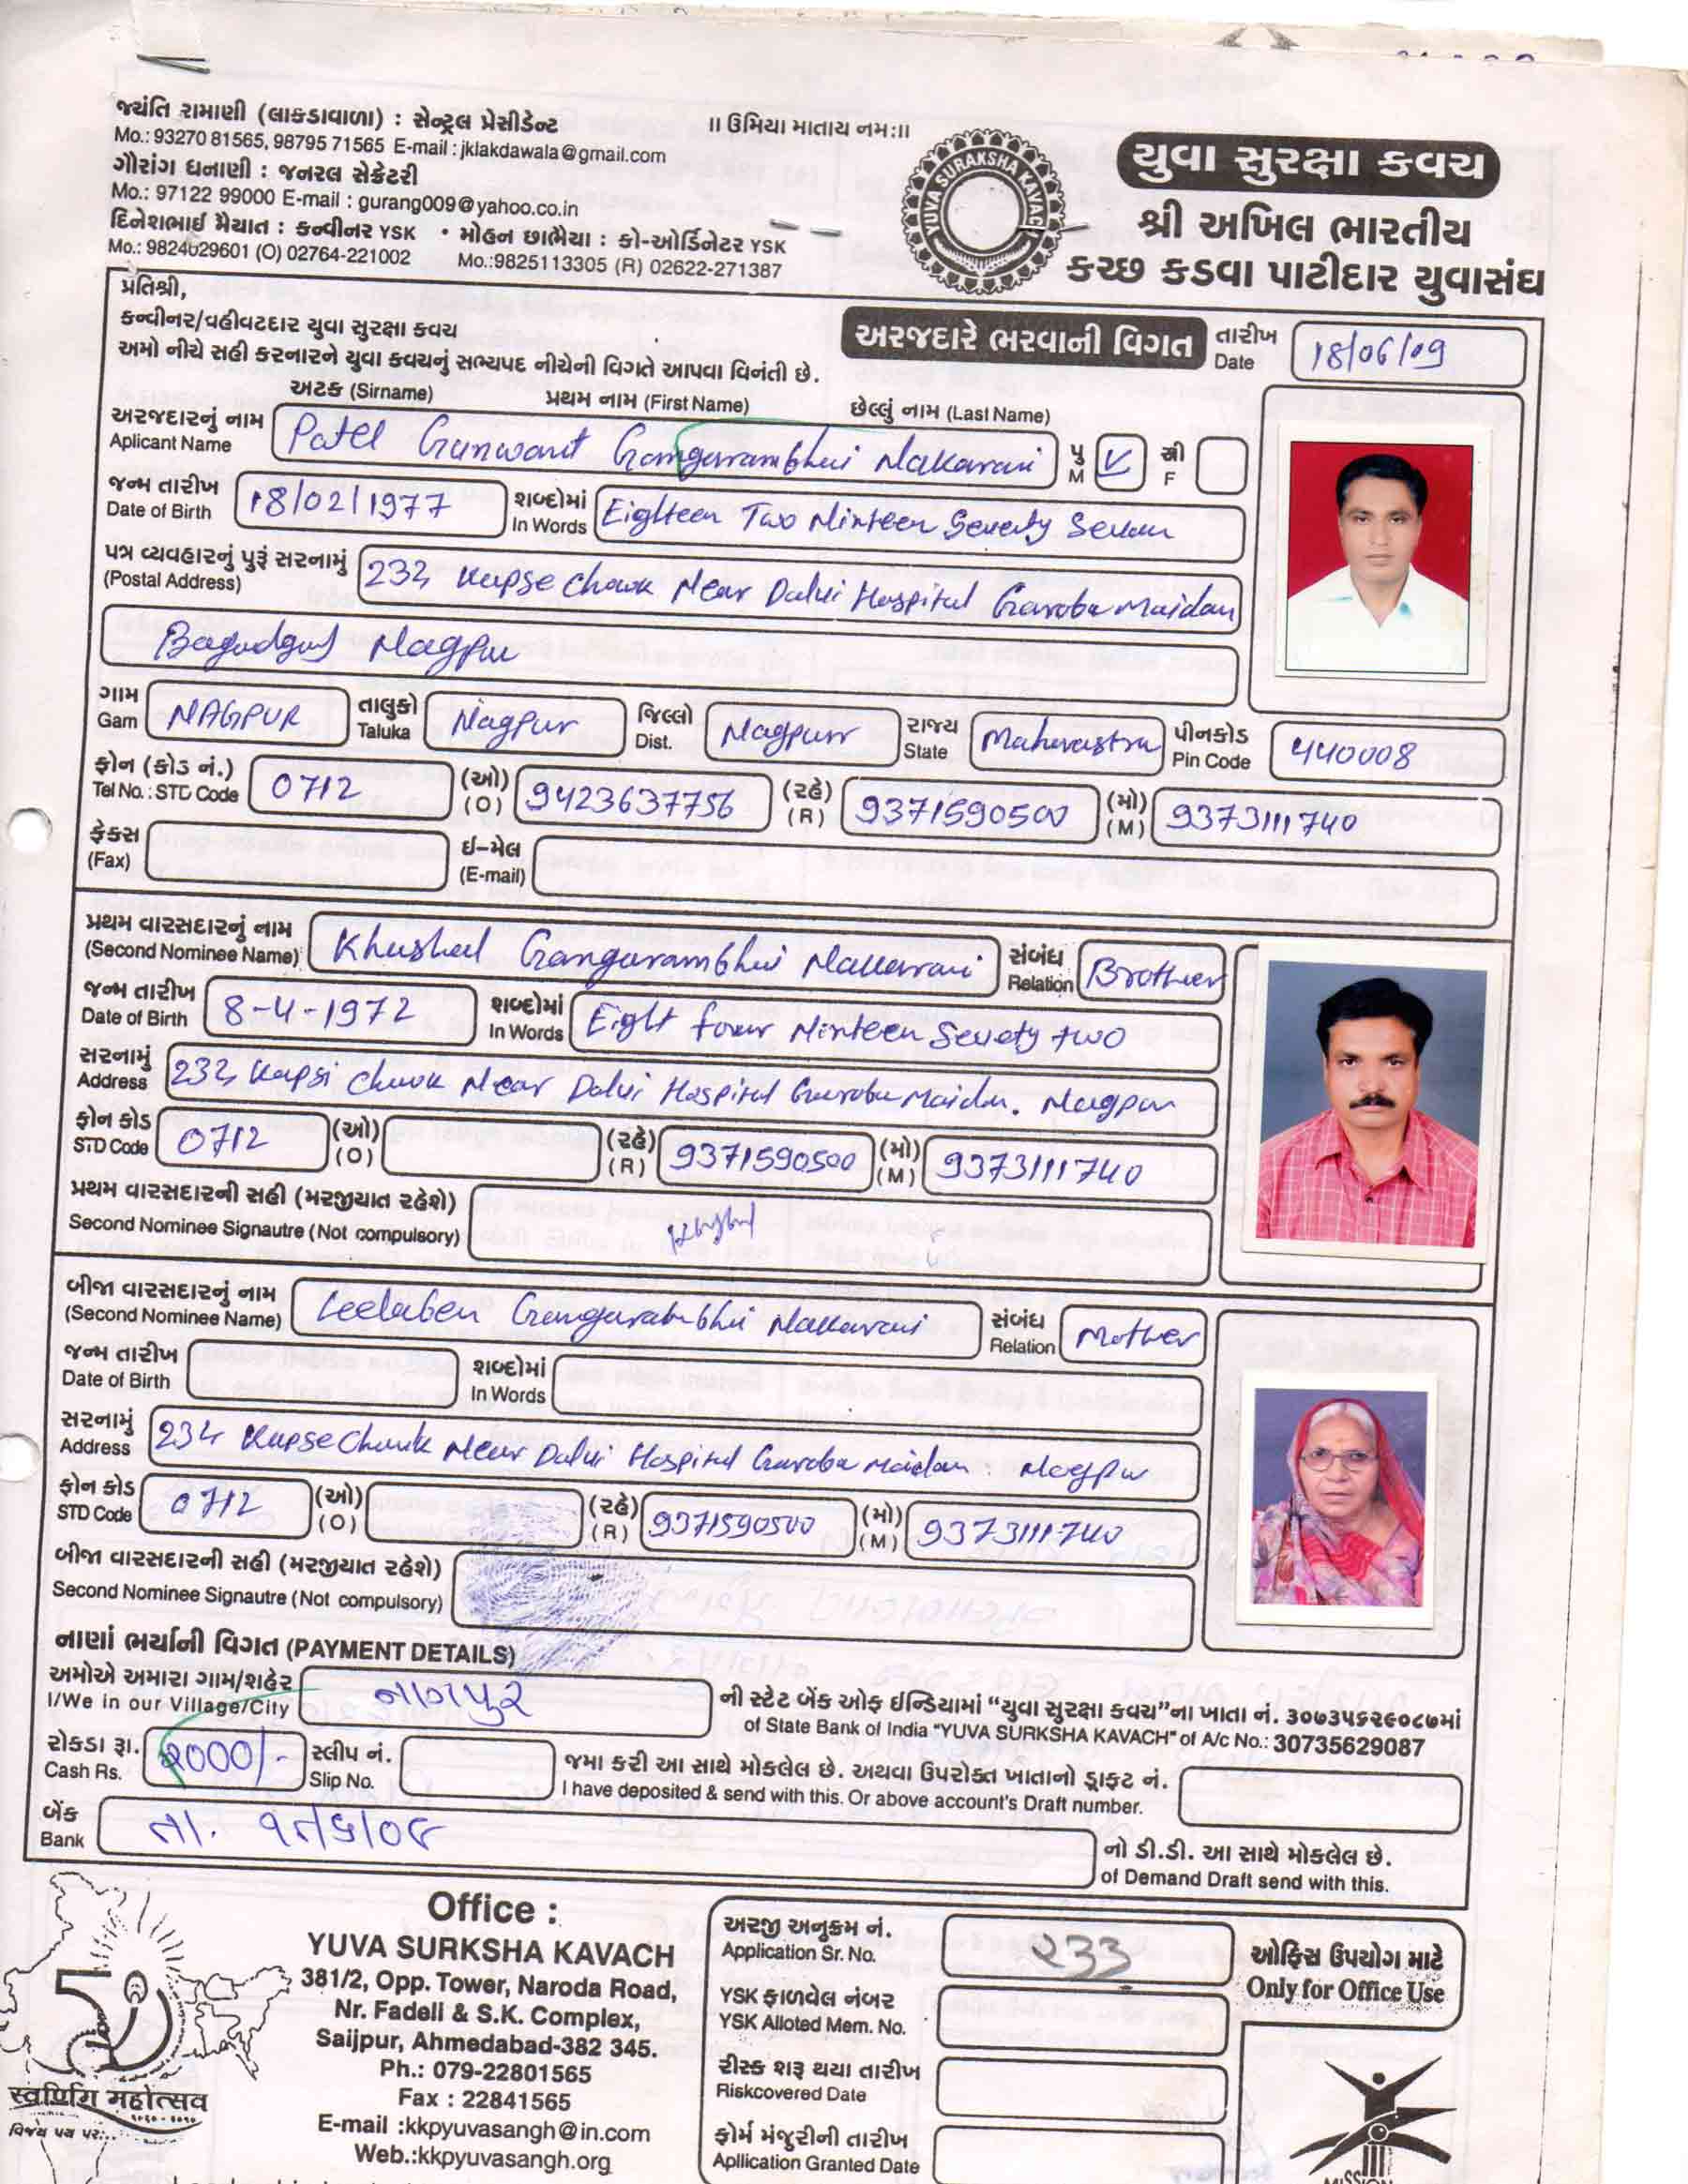 જયંતિ રામાણી (લાકડાવાળા) : સેન્ટ્રલ પ્રેસીડેન્ટ
Mo.: 93270 81565, 98795 71565 E-mail : jklakdawala@gmail.com
ગૌરાંગ ધનાણી : જનરલ સેક્રેટરી
Mo.: 97122 99000 E-mail : gurang009@yahoo.co.in
દિનેશભાઈ મૈયાત : કન્વીનર YSK • મોહન છાભૈયા : કો-ઓર્ડિનેટર YSK
Mo.: 9824029601 (O) 02764-221002 Mo.:9825113305 (R) 02622-271387
॥ ઉમિયા માતાય નમઃ॥
YUVA SURAKSHA KAVACH
યુવા સુરક્ષા કવચ
શ્રી અખિલ ભારતીય
કચ્છ કડવા પાટીદાર યુવાસંઘ
પ્રતિશ્રી,
કન્વીનર/વહીવટદાર યુવા સુરક્ષા કવચ
અમો નીચે સહી કરનારને યુવા કવચનું સભ્યપદ નીચેની વિગતે આપવા વિનંતી છે.
અરજદારે ભરવાની વિગત
તારીખ Date 18/06/09
અટક (Sirname) પ્રથમ નામ (First Name) છેલ્લું નામ (Last Name)
અરજદારનું નામ Aplicant Name Patel Gunwant Gangarambhai Nakarani પુ M ✓ સ્ત્રી F
જન્મ તારીખ Date of Birth 18/02/1977 શબ્દોમાં In Words Eighteen Two Ninteen Seventy Seven
પત્ર વ્યવહારનું પુરૂં સરનામું (Postal Address) 232, Kapse Chowk Near Dalvi Hospital Garoba Maidan
Nagpur
ગામ Gam NAGPUR તાલુકો Taluka Nagpur જિલ્લો Dist. Nagpur રાજ્ય State Maharastra પીનકોડ Pin Code 440008
ફોન (કોડ નં.) Tel No. : STD Code 0712 (ઓ) (O) 9423637756 (રહે) (R) 9371590500 (મો) (M) 9373111740
ફેક્સ (Fax) ઈ-મેલ (E-mail)
પ્રથમ વારસદારનું નામ (Second Nominee Name) Khushal Gangarambhai Nakarani સંબંધ Relation Brother
જન્મ તારીખ Date of Birth 8-4-1972 શબ્દોમાં In Words Eight four Ninteen Sevety two
સરનામું Address 232, Kapsi Chowk Near Dalvi Hospital Garoba Maidan. Nagpur
ફોન કોડ STD Code 0712 (ઓ) (O) (રહે) (R) 9371590500 (મો) (M) 9373111740
પ્રથમ વારસદારની સહી (મરજીયાત રહેશે)
Second Nominee Signautre (Not compulsory)
બીજા વારસદારનું નામ (Second Nominee Name) Leelaben Gangarambhai Nakarani સંબંધ Relation Mother
જન્મ તારીખ Date of Birth શબ્દોમાં In Words
સરનામું Address 232, Kapse Chowk Near Dalvi Hospital Garoba Maidan. Nagpur
ફોન કોડ STD Code 0712 (ઓ) (O) (રહે) (R) 9371590500 (મો) (M) 9373111740
બીજા વારસદારની સહી (મરજીયાત રહેશે)
Second Nominee Signautre (Not compulsory)
નાણાં ભર્યાની વિગત (PAYMENT DETAILS)
અમોએ અમારા ગામ/શહેર નાગપુર ની સ્ટેટ બેંક ઓફ ઈન્ડિયામાં “યુવા સુરક્ષા કવચ”ના ખાતા નં. ૩૦૭૩૫૬૨૯૦૮૭માં
I/We in our Village/City of State Bank of India "YUVA SURKSHA KAVACH" of A/c No.: 30735629087
રોકડા રૂા. Cash Rs. ૨000/- સ્લીપ નં. Slip No. જમા કરી આ સાથે મોકલેલ છે. અથવા ઉપરોક્ત ખાતાનો ડ્રાફ્ટ નં.
I have deposited & send with this. Or above account's Draft number.
બેંક Bank તા. ૧૮/૬/૦૯ નો ડી.ડી. આ સાથે મોકલેલ છે.
of Demand Draft send with this.
50
સ્વર્ણિમ મહોત્સવ
Office :
YUVA SURKSHA KAVACH
381/2, Opp. Tower, Naroda Road,
Nr. Fadeli & S.K. Complex,
Saijpur, Ahmedabad-382 345.
Ph.: 079-22801565
Fax : 22841565
E-mail :kkpyuvasangh@in.com
Web.:kkpyuvasangh.org
અરજી અનુક્રમ નં. Application Sr. No. ૨૩૩
YSK ફાળવેલ નંબર
YSK Alloted Mem. No.
રીસ્ક શરૂ થયા તારીખ
Riskcovered Date
ફોર્મ મંજુરીની તારીખ
Apllication Granted Date
ઓફિસ ઉપયોગ માટે
Only for Office Use
MISSION